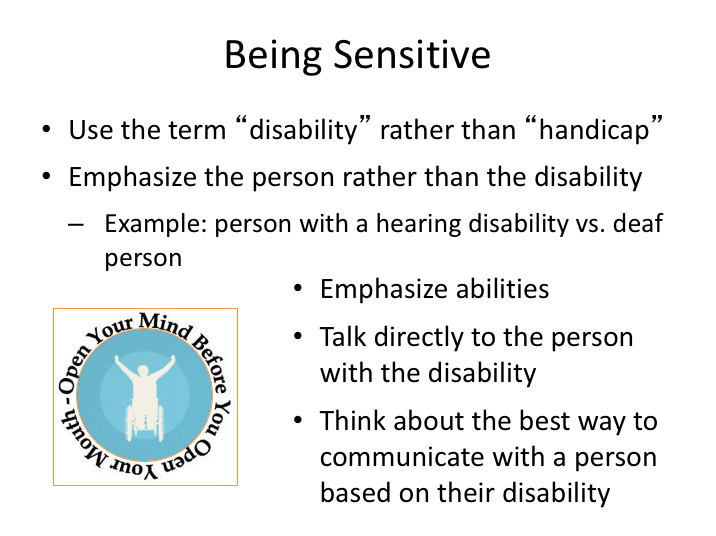 Being Sensitive
• Use the term “disability” rather than “handicap”
• Emphasize the person rather than the disability
– Example: person with a hearing disability vs. deaf
person
• Emphasize abilities
• Talk directly to the person
with the disability
• Think about the best way to
communicate with a person
based on their disability
Open Your Mind Before You Open Your Mouth -